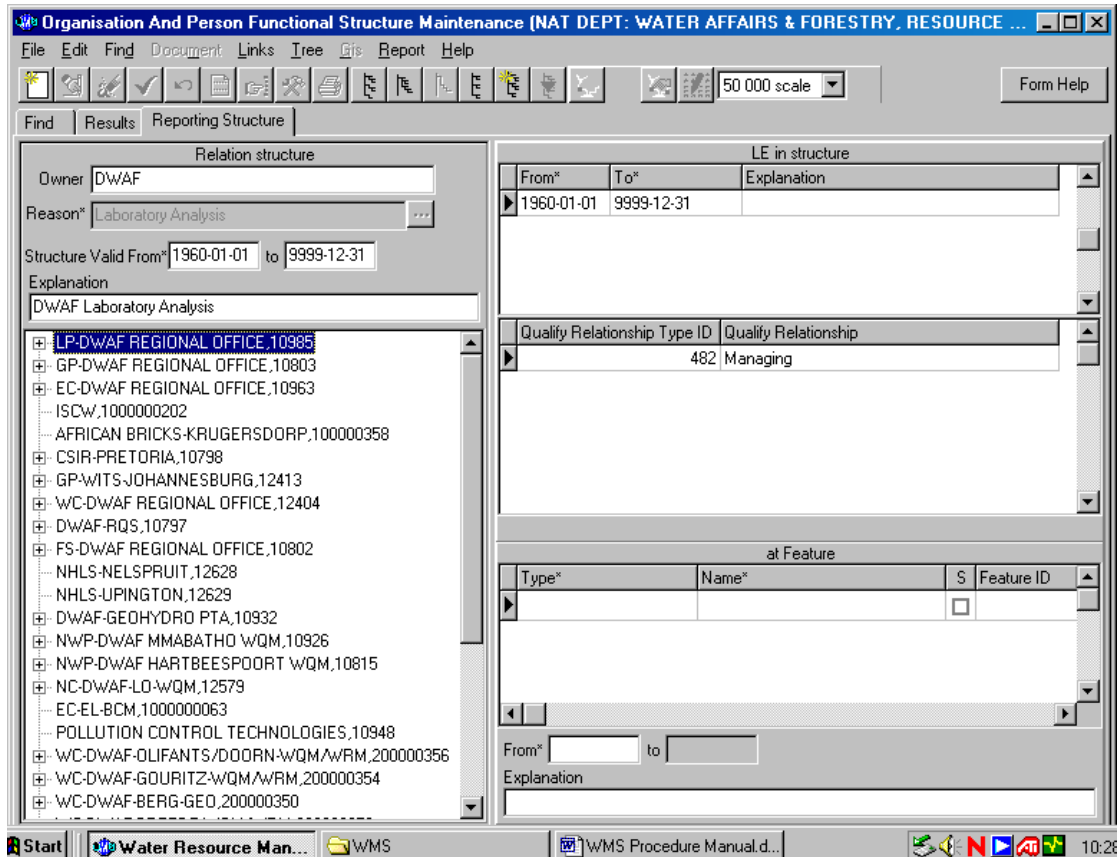 Organisation And Person Functional Structure Maintenance (NAT DEPT: WATER AFFAIRS & FORESTRY, RESOURCE ...
File Edit Find Document Links Tree Gis Report Help
50 000 scale Form Help
Find Results Reporting Structure
Relation structure
Owner DWAF
Reason* Laboratory Analysis ...
Structure Valid From* 1960-01-01 to 9999-12-31
Explanation
DWAF Laboratory Analysis
LP-DWAF REGIONAL OFFICE,10985
GP-DWAF REGIONAL OFFICE,10803
EC-DWAF REGIONAL OFFICE,10963
ISCW,1000000202
AFRICAN BRICKS-KRUGERSDORP,100000358
CSIR-PRETORIA,10798
GP-WITS-JOHANNESBURG,12413
WC-DWAF REGIONAL OFFICE,12404
DWAF-RQS,10797
FS-DWAF REGIONAL OFFICE,10802
NHLS-NELSPRUIT,12628
NHLS-UPINGTON,12629
DWAF-GEOHYDRO PTA,10932
NWP-DWAF MMABATHO WQM,10926
NWP-DWAF HARTBEESPOORT WQM,10815
NC-DWAF-LO-WQM,12579
EC-EL-BCM,1000000063
POLLUTION CONTROL TECHNOLOGIES,10948
WC-DWAF-OLIFANTS/DOORN-WQM/WRM,200000356
WC-DWAF-GOURITZ-WQM/WRM,200000354
WC-DWAF-BERG-GEO,200000350
LE in structure
From* To* Explanation
1960-01-01 9999-12-31
Qualify Relationship Type ID Qualify Relationship
482 Managing
at Feature
Type* Name* S Feature ID
From* to
Explanation
Start Water Resource Man... WMS WMS Procedure Manual.d... 10:28